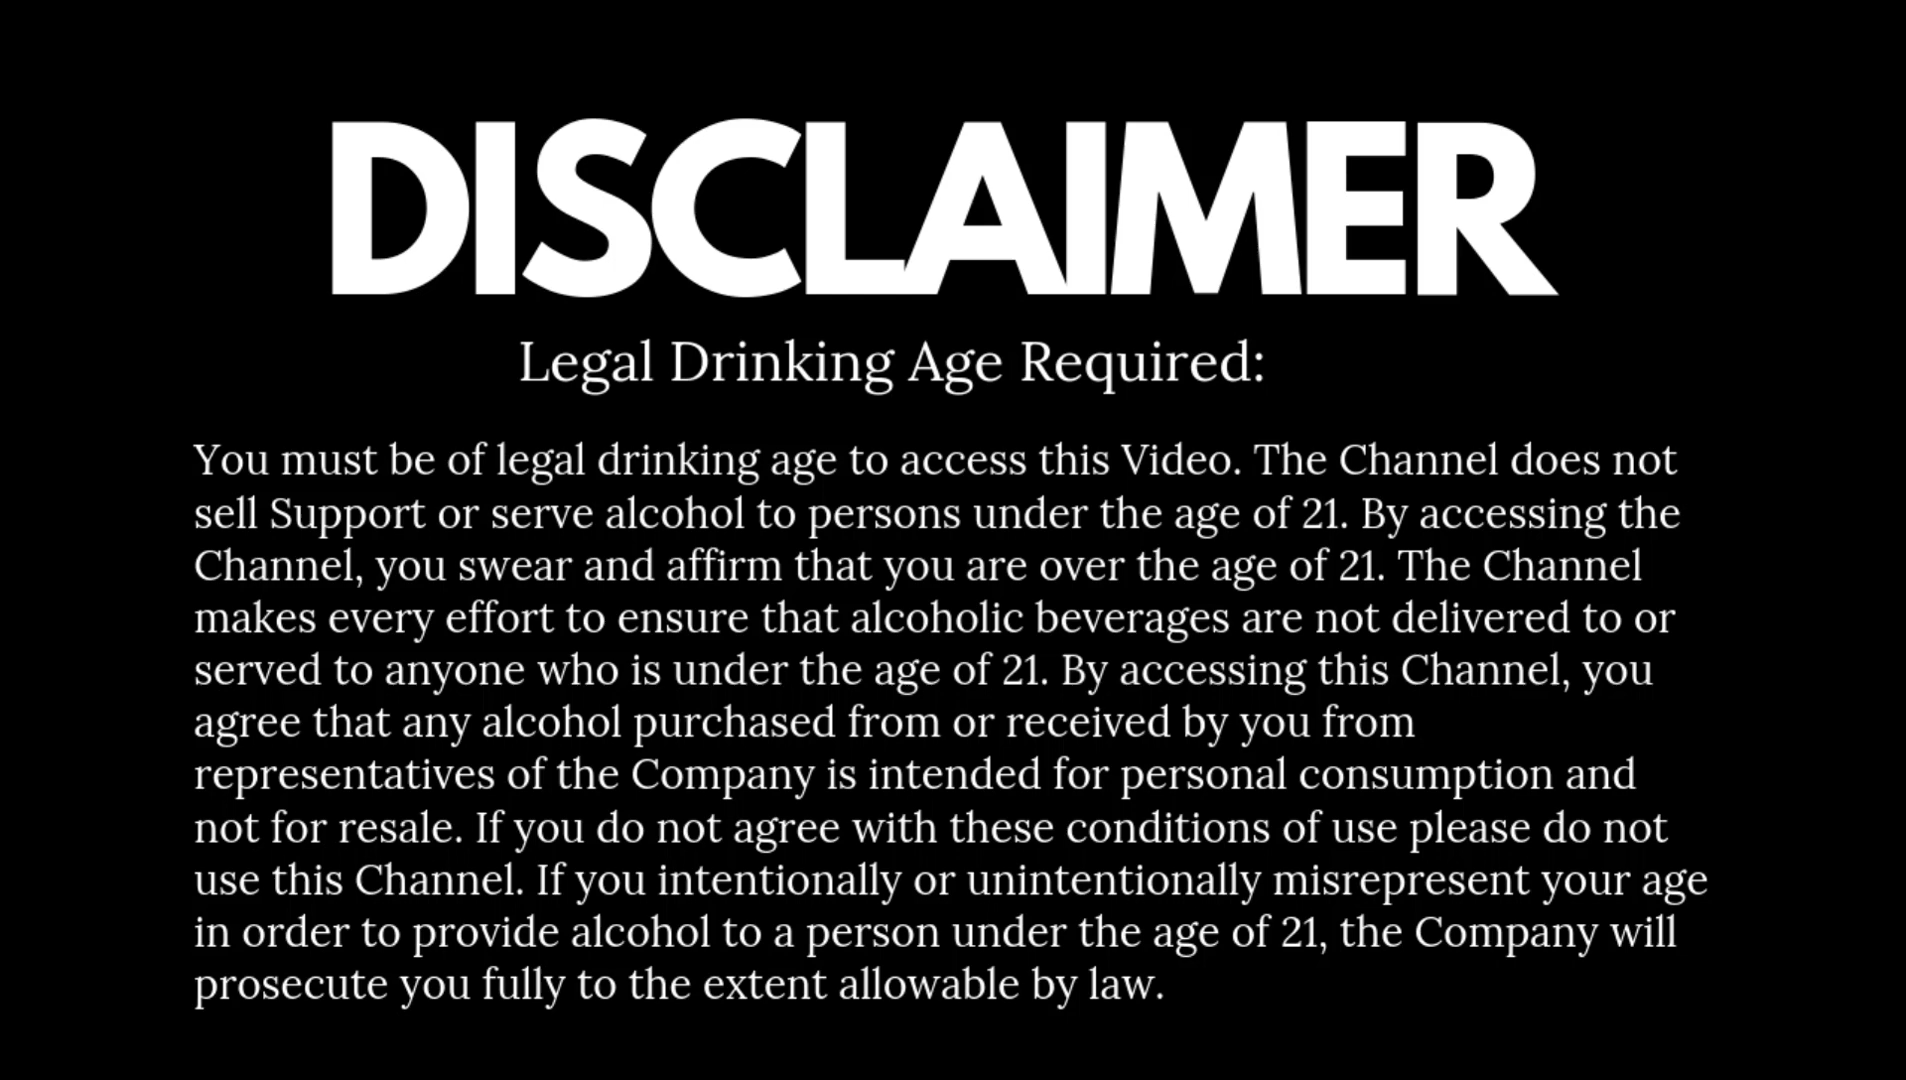 DISCLAIMER
Legal Drinking Age Required:
You must be of legal drinking age to access this Video. The Channel does not
sell Support or serve alcohol to persons under the age of 21. By accessing the
Channel, you swear and affirm that you are over the age of 21. The Channel
makes every effort to ensure that alcoholic beverages are not delivered to or
served to anyone who is under the age of 21. By accessing this Channel, you
agree that any alcohol purchased from or received by you from
representatives of the Company is intended for personal consumption and
not for resale. If you do not agree with these conditions of use please do not
use this Channel. If you intentionally or unintentionally misrepresent your age
in order to provide alcohol to a person under the age of 21, the Company will
prosecute you fully to the extent allowable by law.